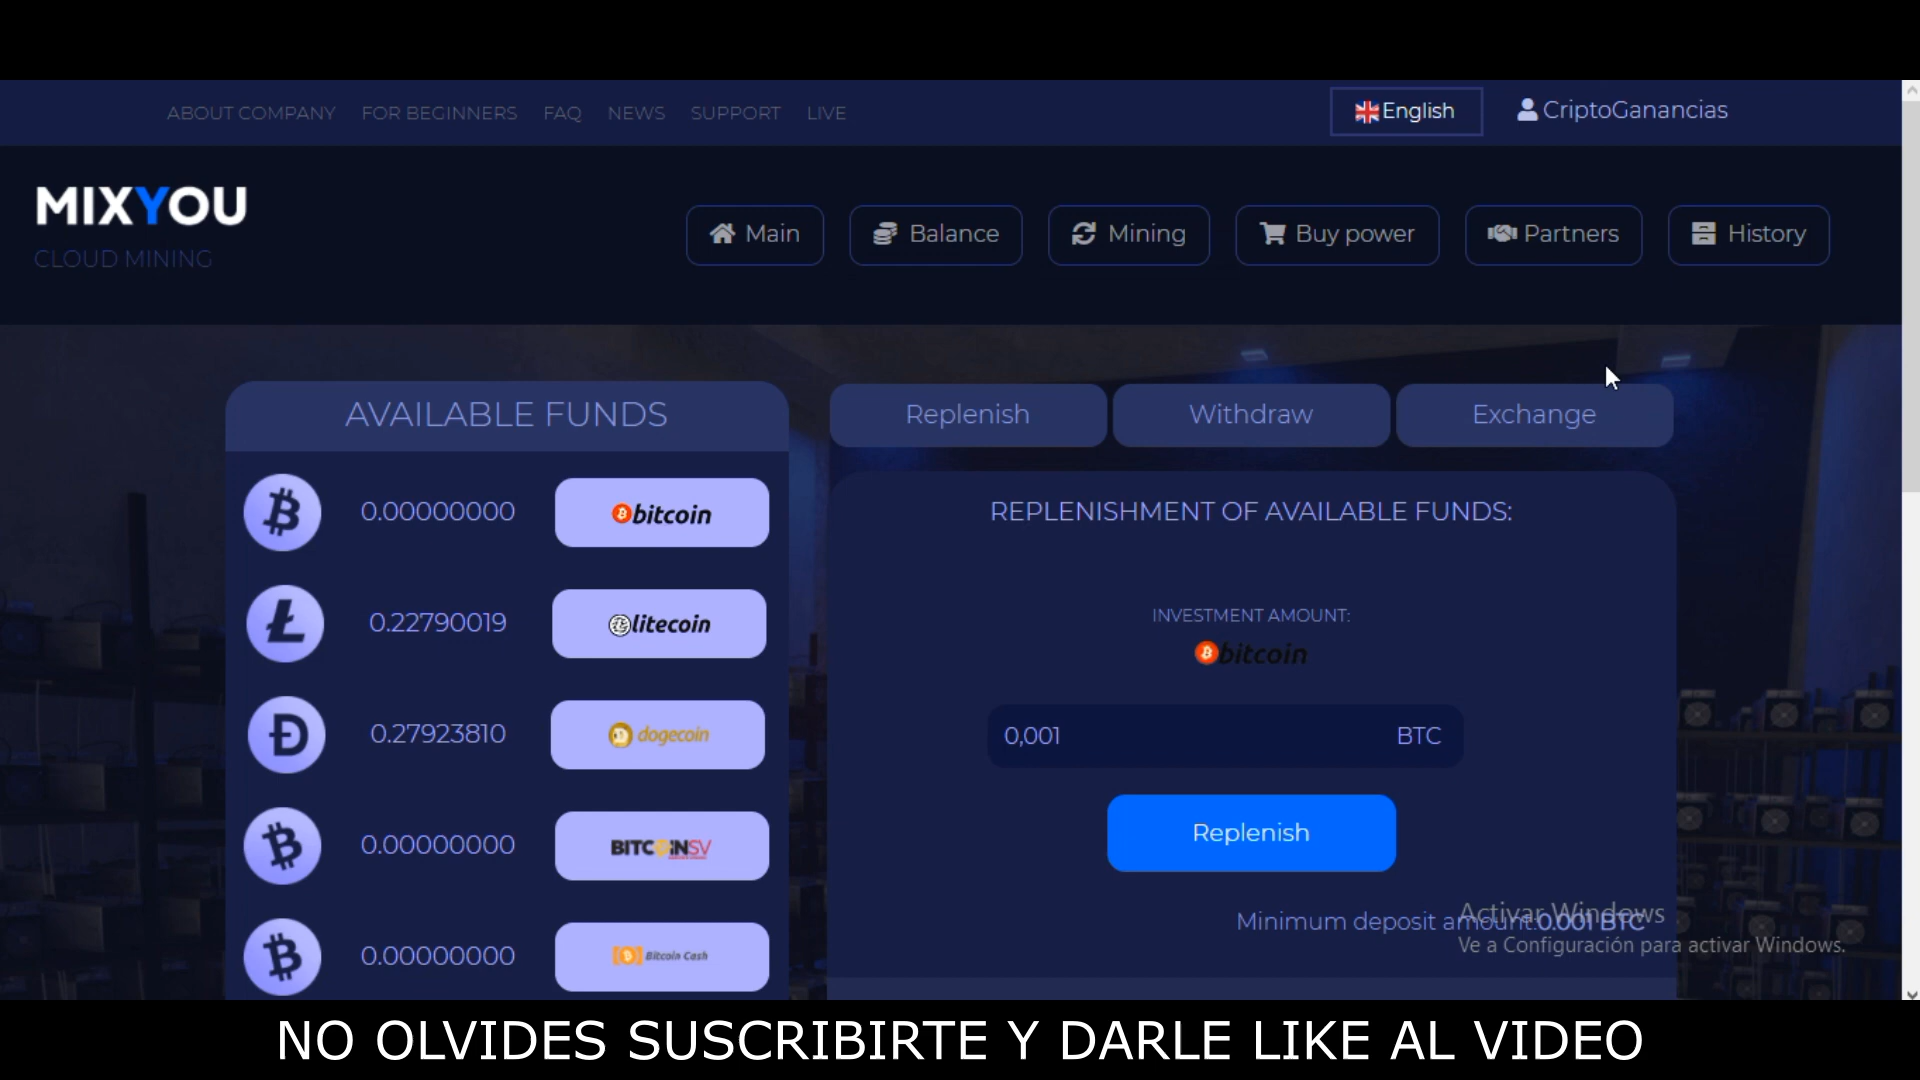 ABOUT COMPANY FOR BEGINNERS FAQ NEWS SUPPORT LIVE English CriptoGanancias
MIXYOU
CLOUD MINING
Main Balance Mining Buy power Partners History
AVAILABLE FUNDS
0.00000000 bitcoin
0.22790019 litecoin
0.27923810 dogecoin
0.00000000 BITCOINSV
0.00000000 Bitcoin Cash
Replenish Withdraw Exchange
REPLENISHMENT OF AVAILABLE FUNDS:
INVESTMENT AMOUNT:
bitcoin
0,001 BTC
Replenish
Minimum deposit amount:0.001 BTC
Activar Windows
Ve a Configuración para activar Windows.
NO OLVIDES SUSCRIBIRTE Y DARLE LIKE AL VIDEO